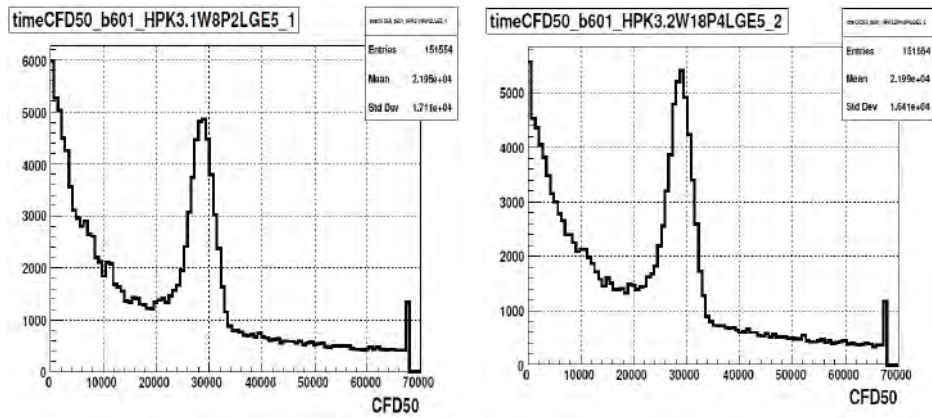 timeCFD50_b601_HPK3.1W8P2LGE5_1
Entries 151554
Mean 2.195e+04
Std Dev 1.711e+04
6000
5000
4000
3000
2000
1000
0
0 10000 20000 30000 40000 50000 60000 70000
CFD50
timeCFD50_b601_HPK3.2W18P4LGE5_2
Entries 151554
Mean 2.199e+04
Std Dev 1.641e+04
5000
4000
3000
2000
1000
0
0 10000 20000 30000 40000 50000 60000 70000
CFD50